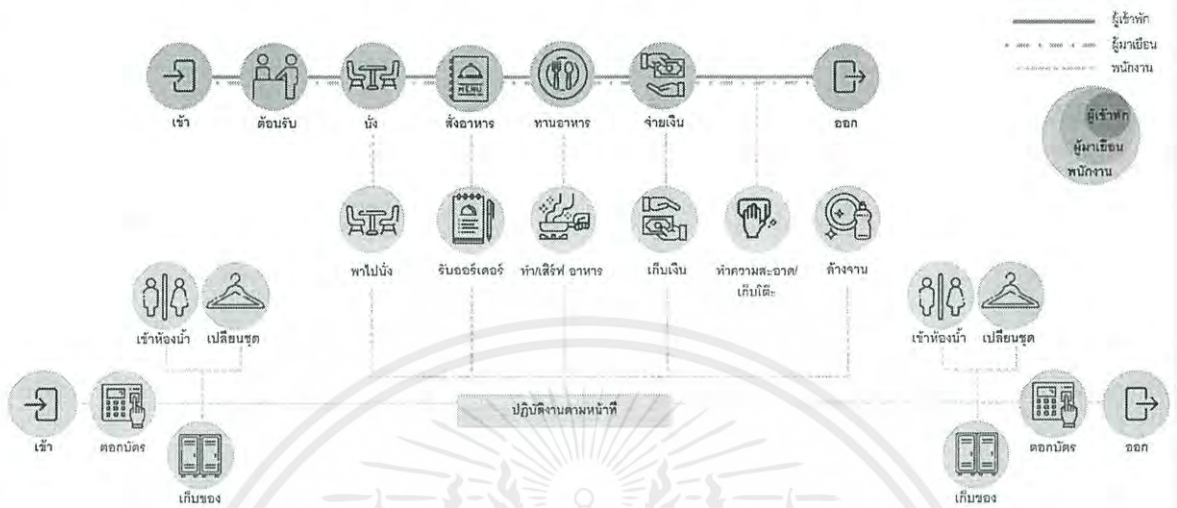 ผู้เข้าพัก
ผู้มาเยือน
พนักงาน
MENU
เข้า
ต้อนรับ
นั่ง
สั่งอาหาร
ทานอาหาร
จ่ายเงิน
ออก
ผู้เข้าพัก
ผู้มาเยือน
พนักงาน
พาไปนั่ง
รับออร์เดอร์
ทำ/เสิร์ฟ อาหาร
เก็บเงิน
ทำความสะอาด/
เก็บโต๊ะ
ล้างจาน
เข้าห้องน้ำ
เปลี่ยนชุด
เข้าห้องน้ำ
เปลี่ยนชุด
ปฏิบัติงานตามหน้าที่
เข้า
ตอกบัตร
เก็บของ
ตอกบัตร
ออก
เก็บของ